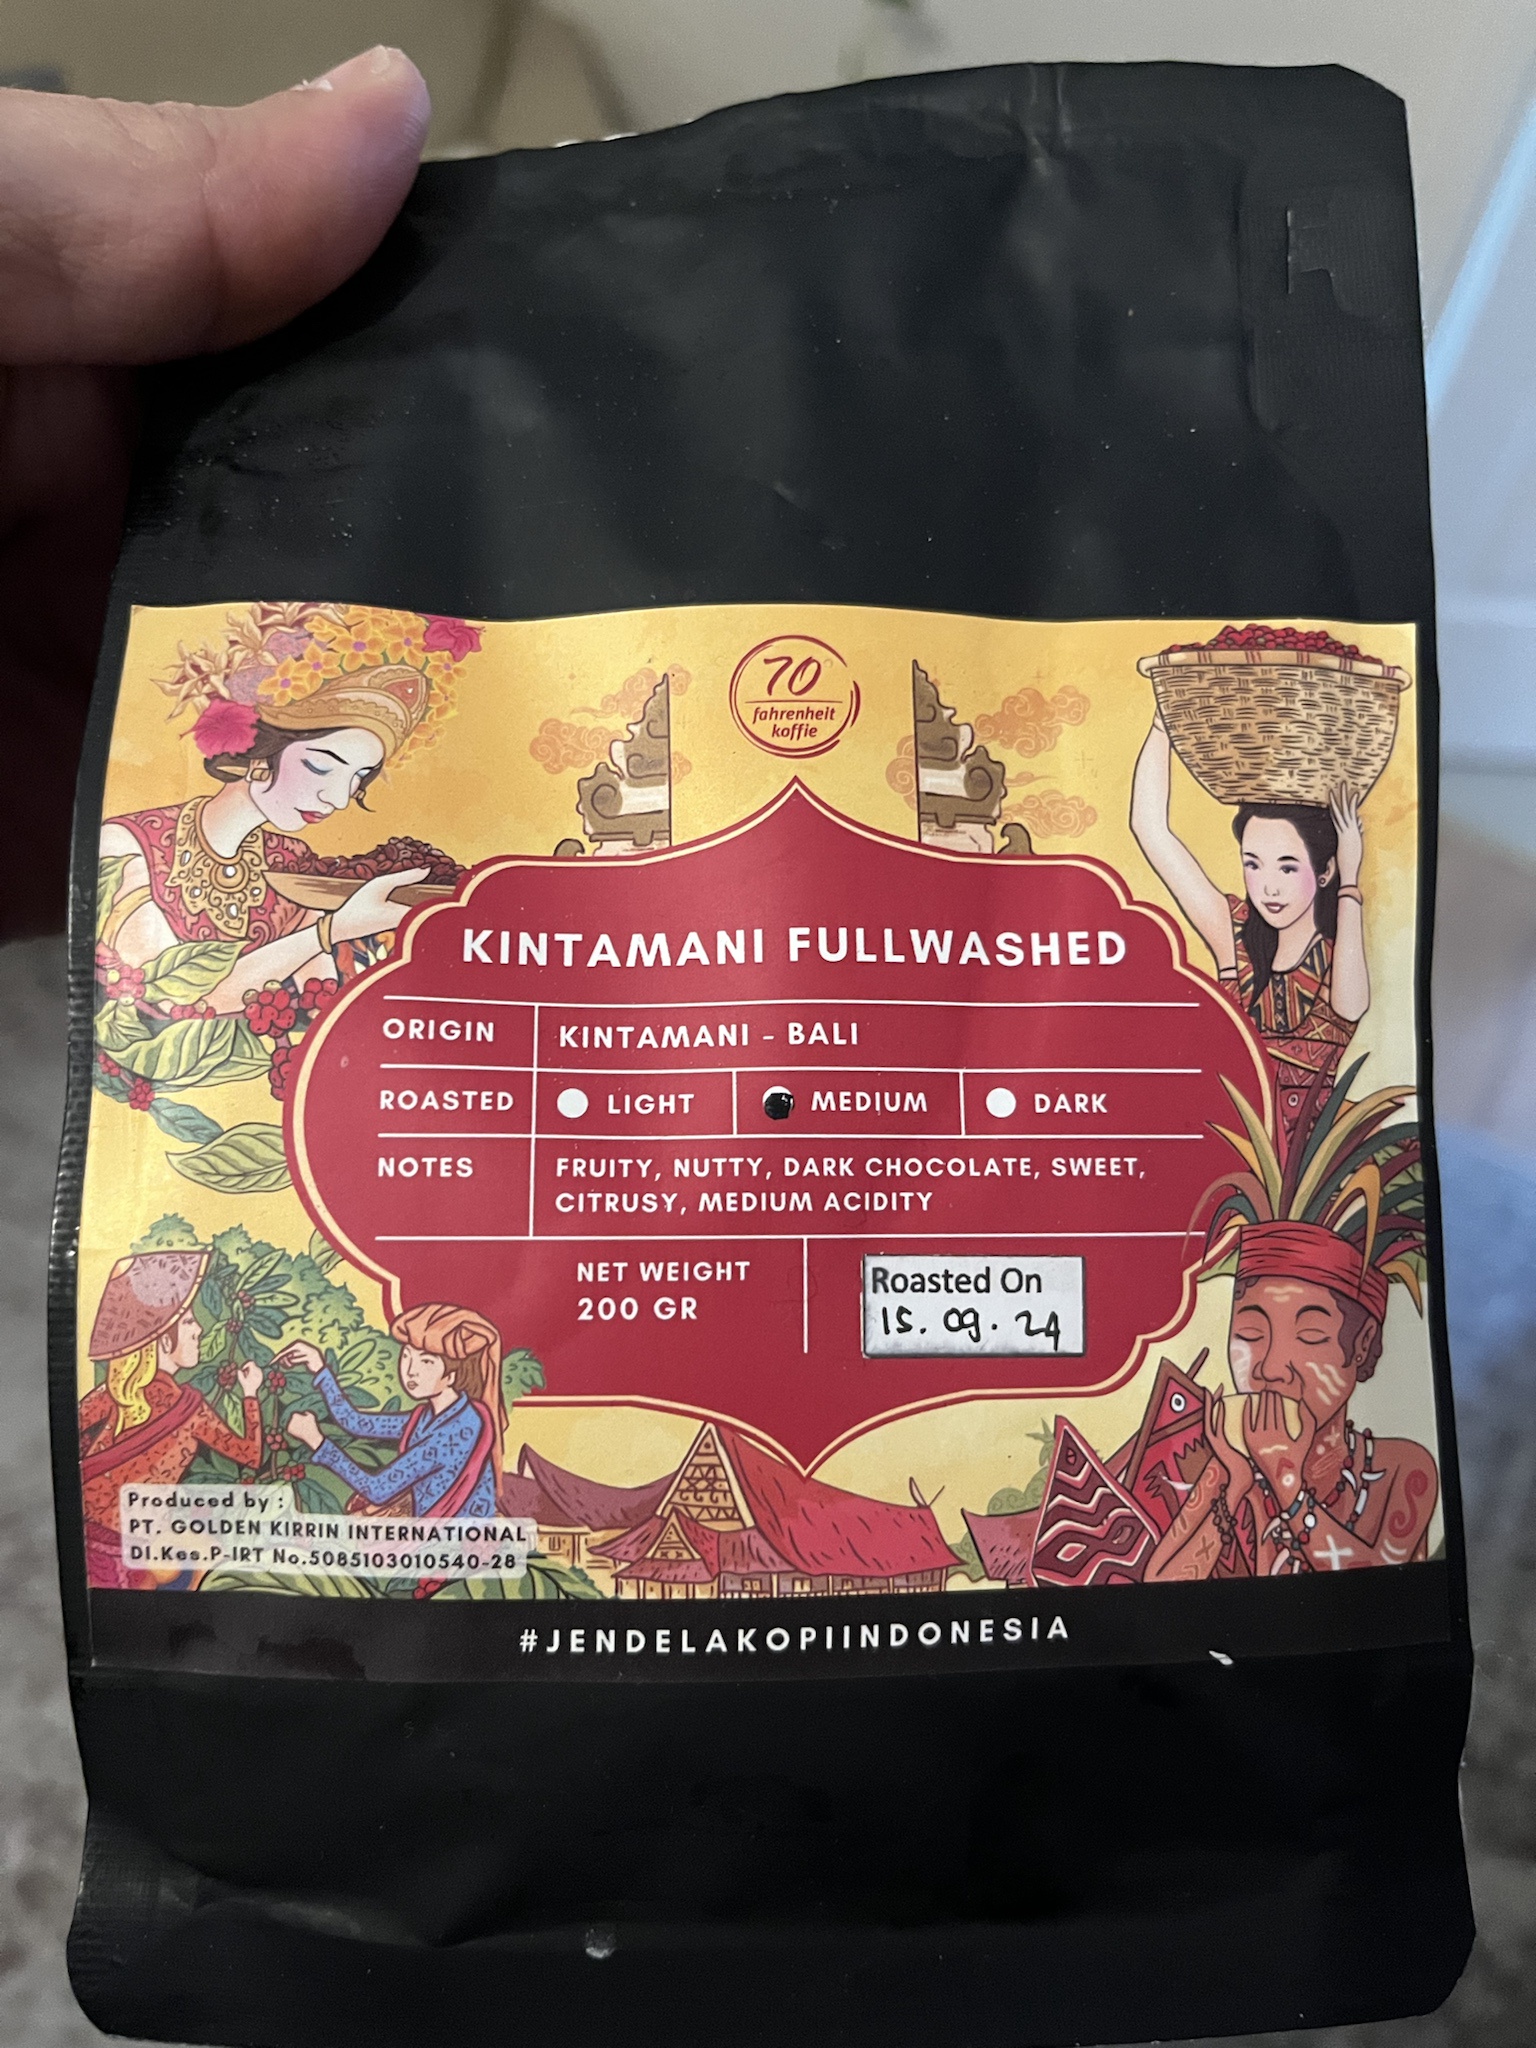 70°
fahrenheit
koffie
KINTAMANI FULLWASHED
ORIGIN
KINTAMANI - BALI
ROASTED
LIGHT
MEDIUM
DARK
NOTES
FRUITY, NUTTY, DARK CHOCOLATE, SWEET,
CITRUSY, MEDIUM ACIDITY
NET WEIGHT
200 GR
Roasted On
15.09.24
Produced by :
PT. GOLDEN KIRRIN INTERNATIONAL
DI.Kes.P-IRT No.5085103010540-28
#JENDELAKOPIINDONESIA